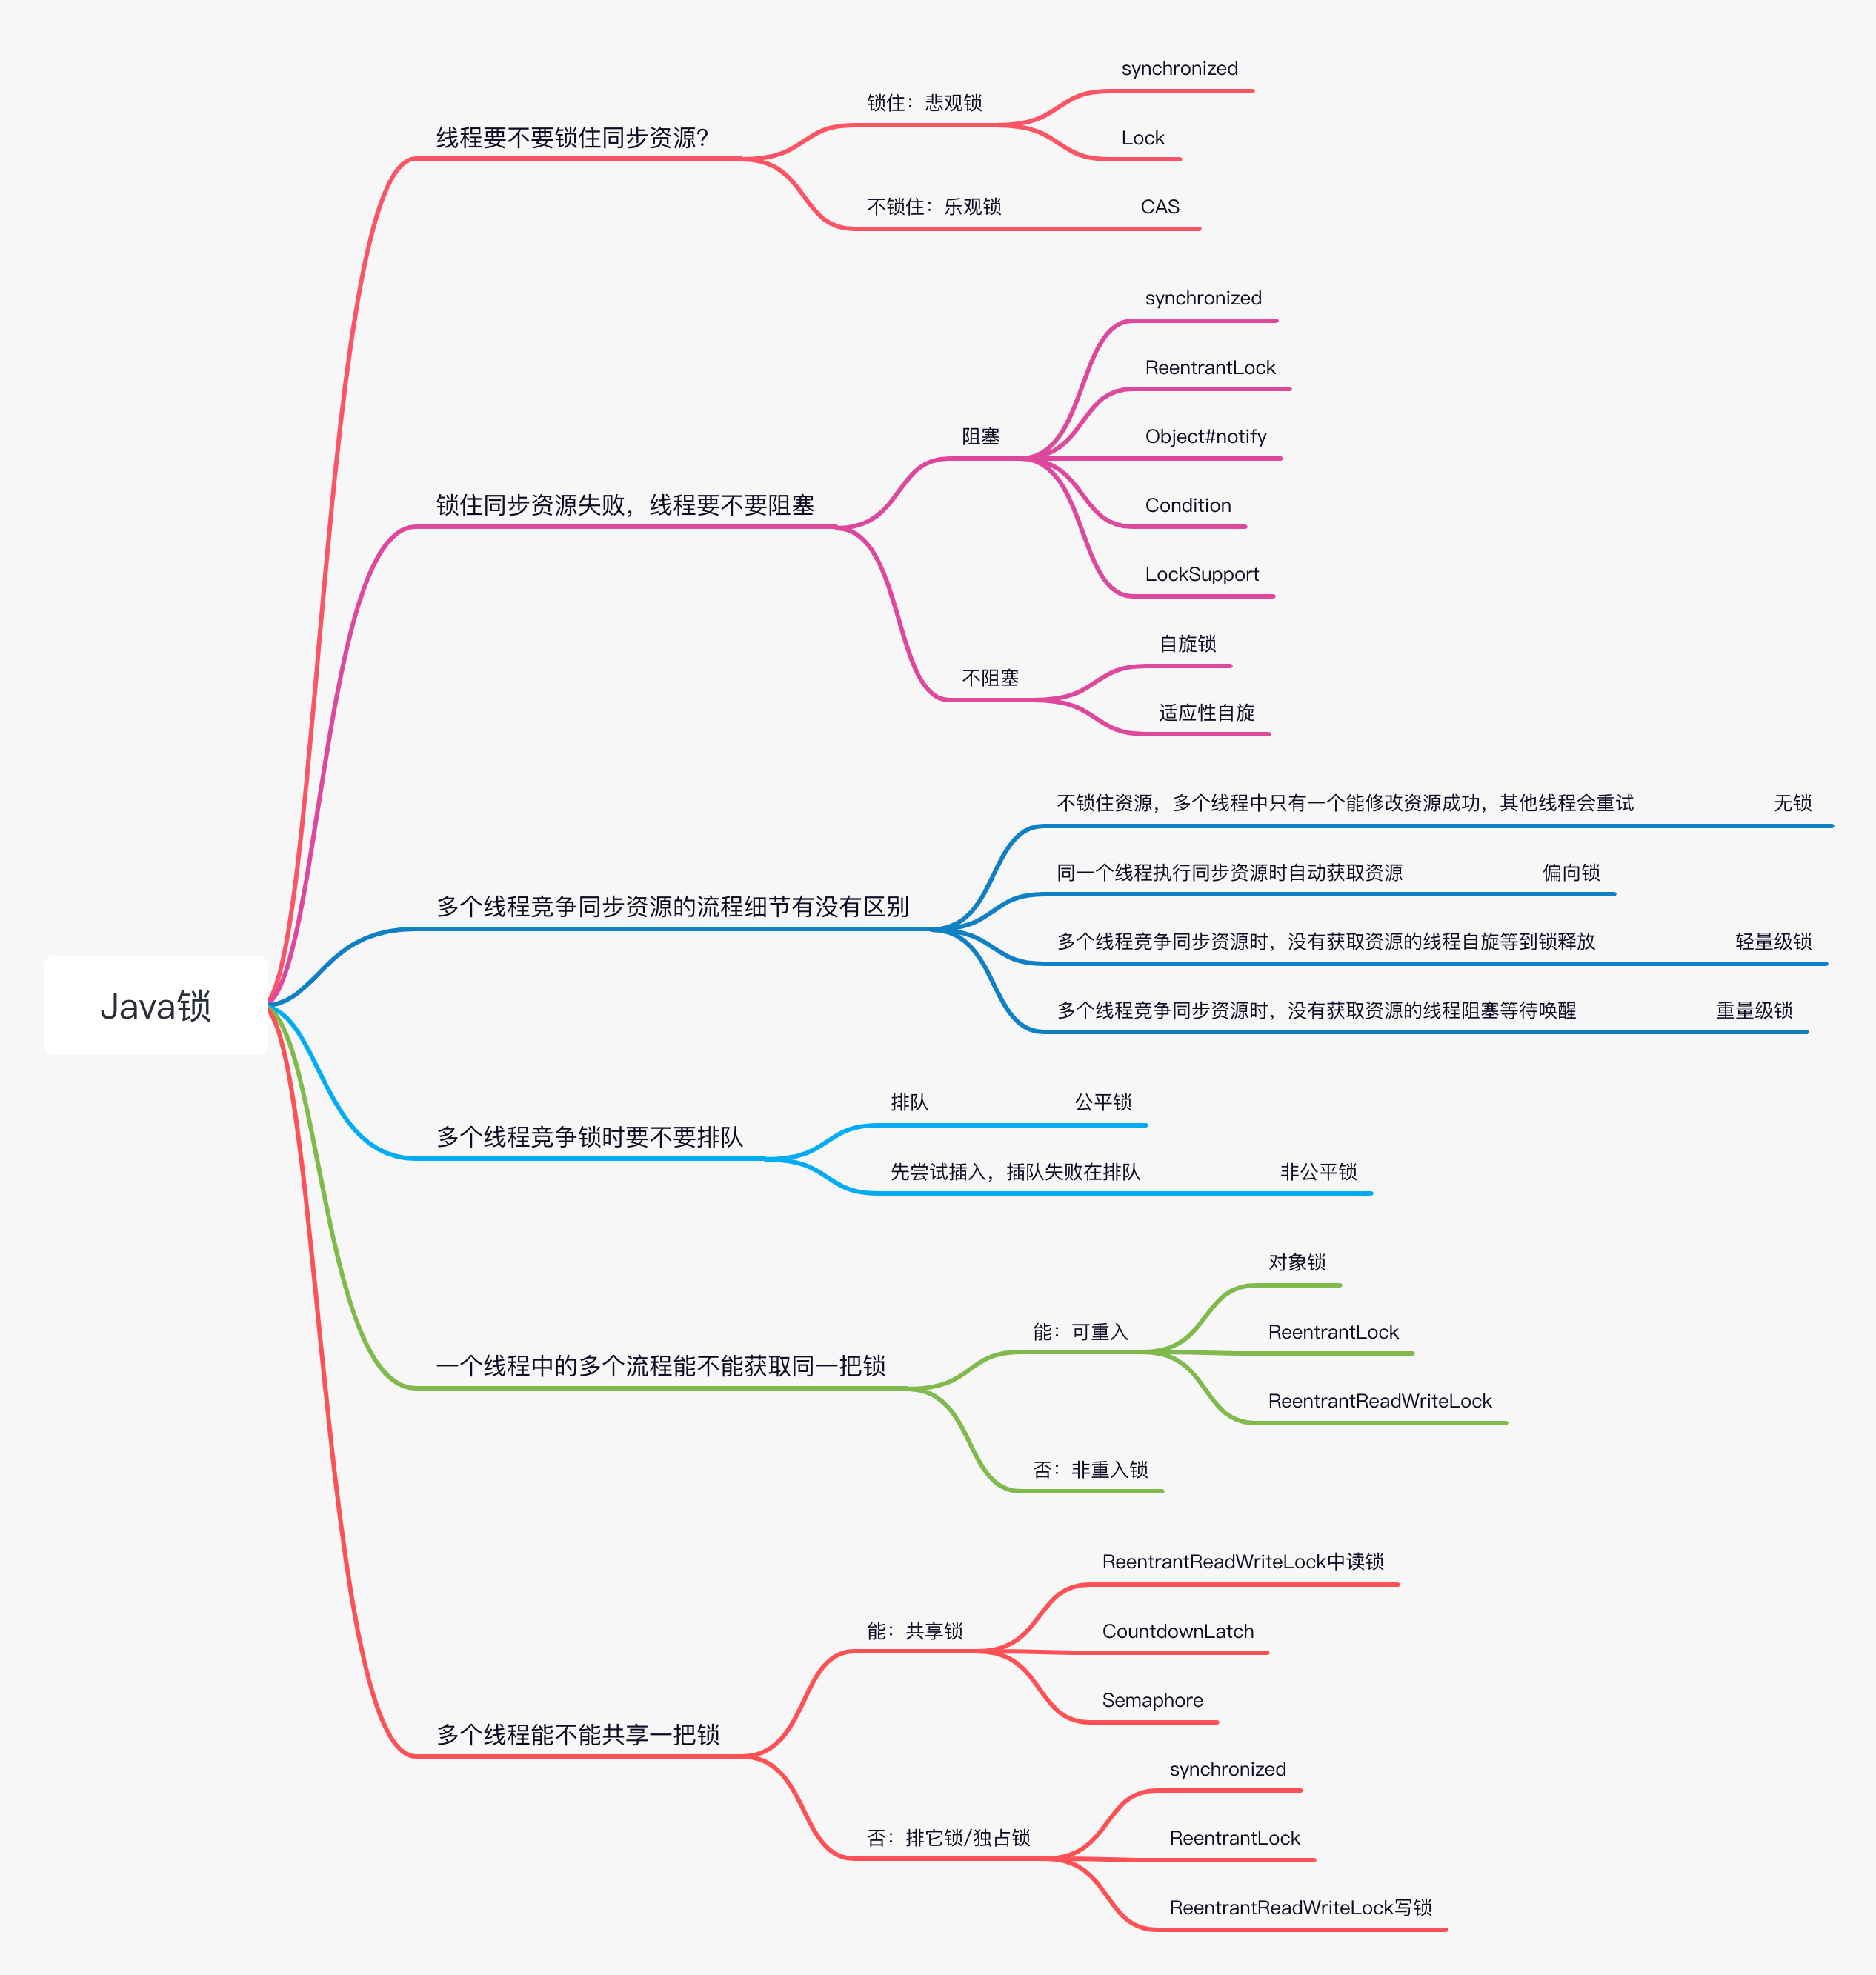 Java锁
线程要不要锁住同步资源？
锁住：悲观锁
synchronized
Lock
不锁住：乐观锁
CAS
锁住同步资源失败，线程要不要阻塞
阻塞
synchronized
ReentrantLock
Object#notify
Condition
LockSupport
不阻塞
自旋锁
适应性自旋
多个线程竞争同步资源的流程细节有没有区别
不锁住资源，多个线程中只有一个能修改资源成功，其他线程会重试
无锁
同一个线程执行同步资源时自动获取资源
偏向锁
多个线程竞争同步资源时，没有获取资源的线程自旋等到锁释放
轻量级锁
多个线程竞争同步资源时，没有获取资源的线程阻塞等待唤醒
重量级锁
多个线程竞争锁时要不要排队
排队
公平锁
先尝试插入，插队失败在排队
非公平锁
一个线程中的多个流程能不能获取同一把锁
能：可重入
对象锁
ReentrantLock
ReentrantReadWriteLock
否：非重入锁
多个线程能不能共享一把锁
能：共享锁
ReentrantReadWriteLock中读锁
CountdownLatch
Semaphore
否：排它锁/独占锁
synchronized
ReentrantLock
ReentrantReadWriteLock写锁